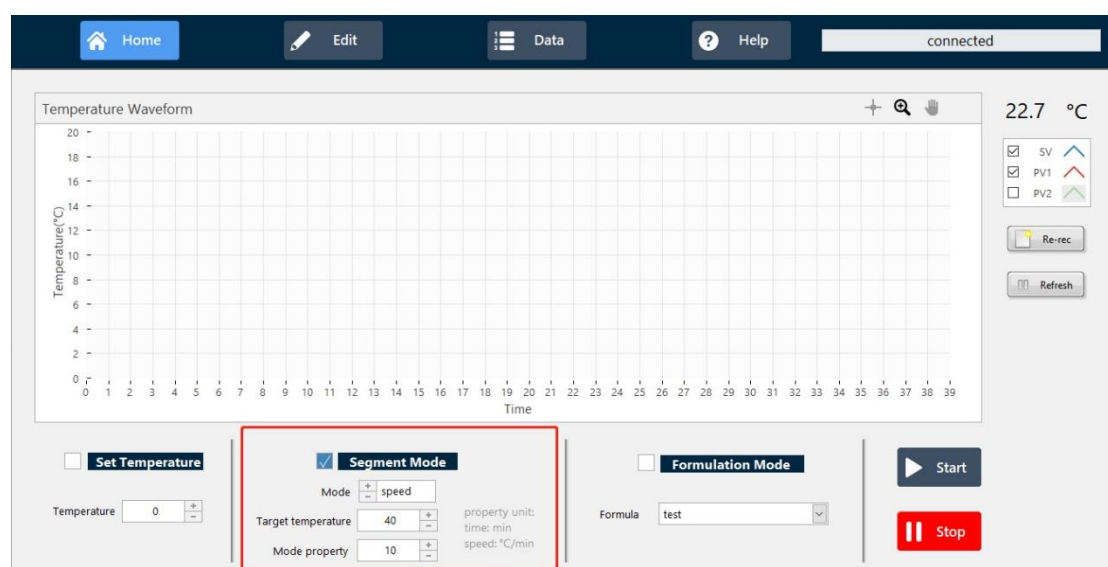 Home
Edit
Data
Help
connected
Temperature Waveform
22.7 °C
20
18
16
14
12
10
8
6
4
2
0
Temperature(°C)
0 1 2 3 4 5 6 7 8 9 10 11 12 13 14 15 16 17 18 19 20 21 22 23 24 25 26 27 28 29 30 31 32 33 34 35 36 37 38 39
Time
SV
PV1
PV2
Re-rec
Refresh
Set Temperature
Temperature 0
Segment Mode
Mode speed
Target temperature 40
Mode property 10
property unit:
time: min
speed: °C/min
Formulation Mode
Formula test
Start
Stop